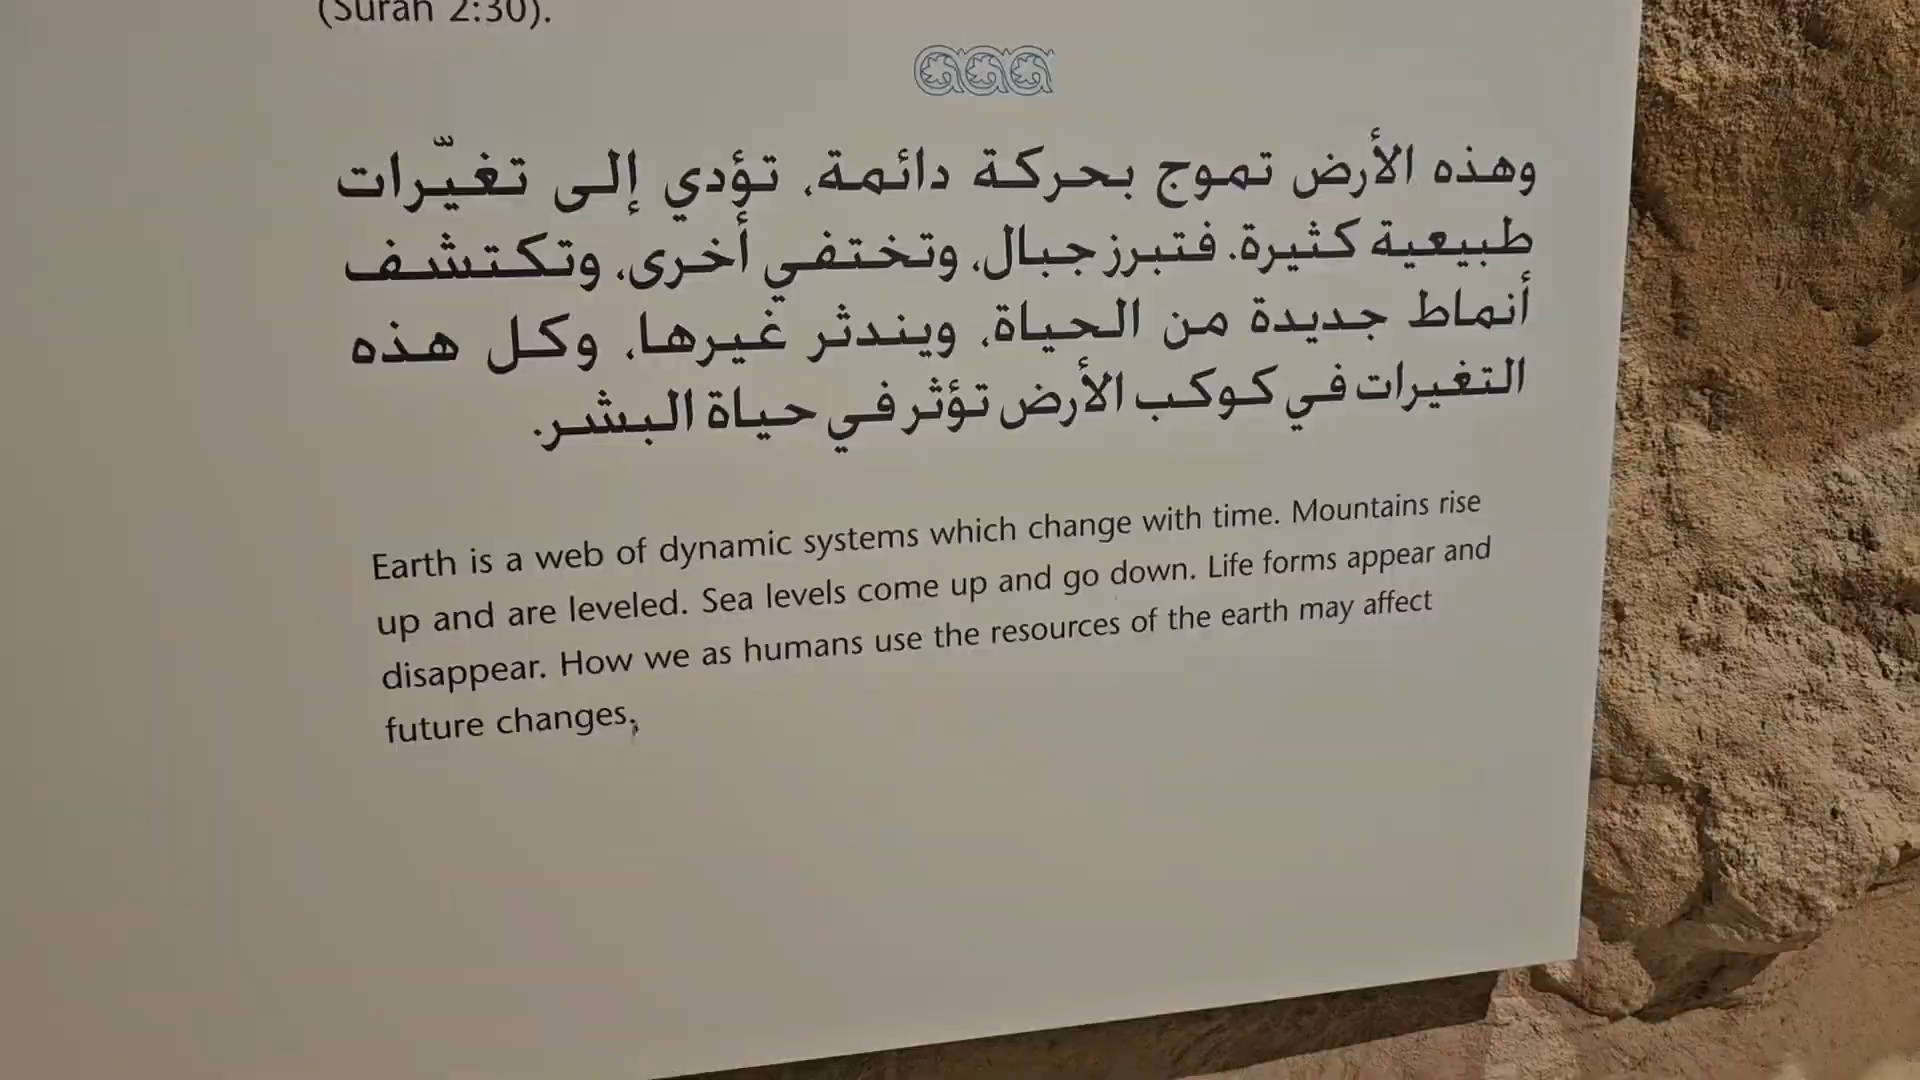 (Surah 2:30).
وهذه الأرض تموج بحركة دائمة، تؤدي إلى تغيّرات
طبيعية كثيرة. فتبرز جبال، وتختفي أخرى، وتكتشف
أنماط جديدة من الحياة، ويندثر غيرها، وكل هذه
التغيرات في كوكب الأرض تؤثر في حياة البشر.
Earth is a web of dynamic systems which change with time. Mountains rise
up and are leveled. Sea levels come up and go down. Life forms appear and
disappear. How we as humans use the resources of the earth may affect
future changes.